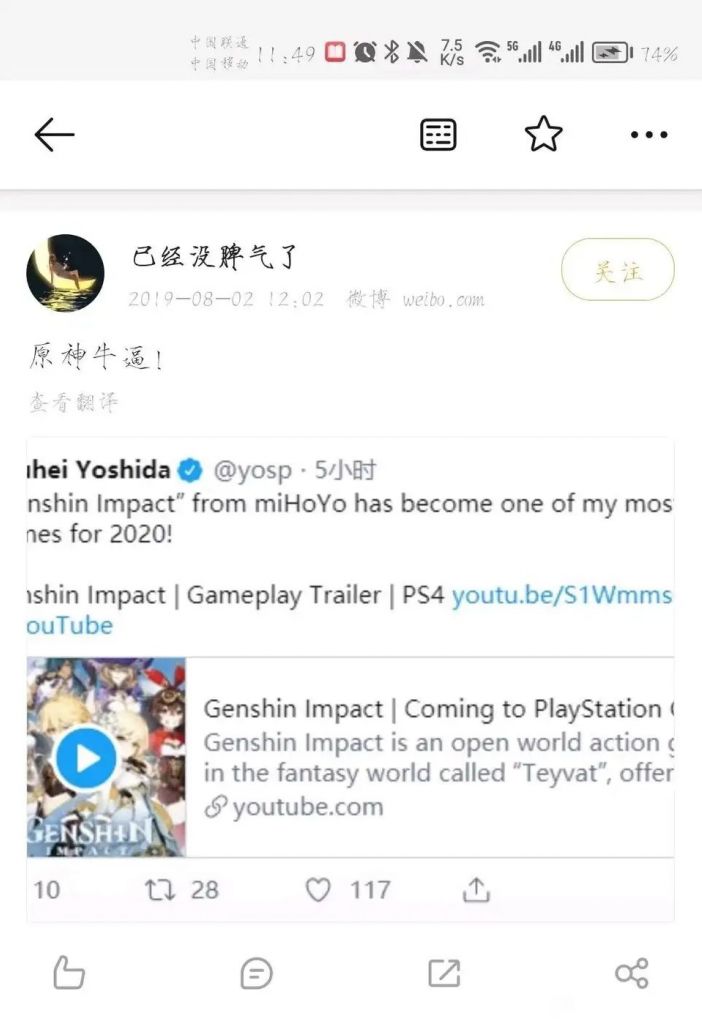 中国联通
中国移动
11:49
7.5
K/s
5G
4G
74%
已经没脾气了
2019-08-02 12:02 微博 weibo.com
关注
原神牛逼!
查看翻译
uhei Yoshida @yosp · 5小时
nshin Impact” from miHoYo has become one of my mos
nes for 2020!
nshin Impact | Gameplay Trailer | PS4 youtu.be/S1Wmms
ouTube
Genshin Impact | Coming to PlayStation
Genshin Impact is an open world action g
in the fantasy world called “Teyvat”, offer
youtube.com
GENSHIN
IMPACT
10 28 117